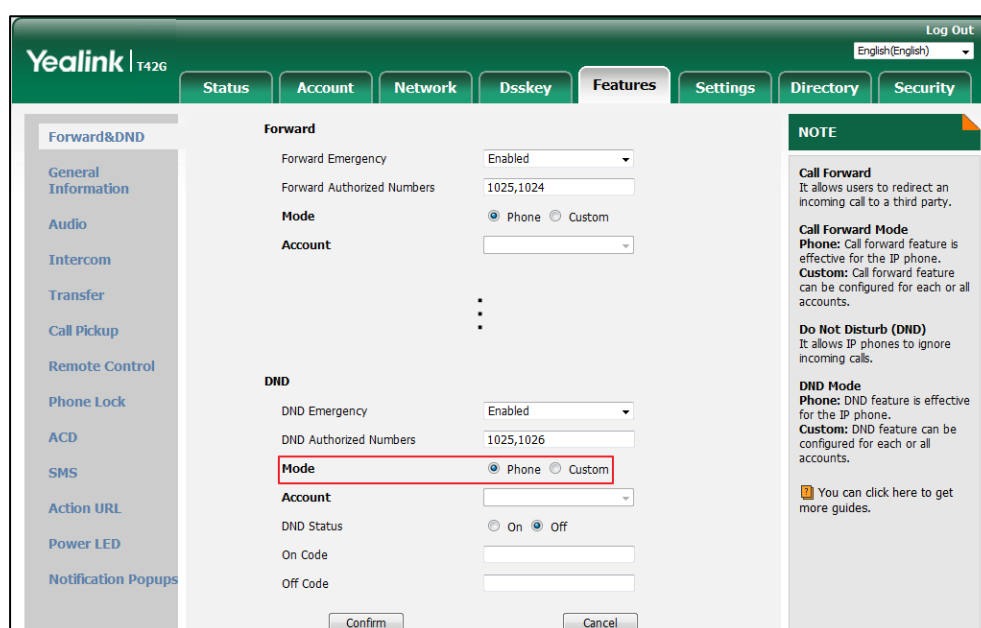 Log Out
Yealink T42G
English(English)
Status Account Network Dsskey Features Settings Directory Security
Forward&DND
General
Information
Audio
Intercom
Transfer
Call Pickup
Remote Control
Phone Lock
ACD
SMS
Action URL
Power LED
Notification Popups
Forward
Forward Emergency Enabled
Forward Authorized Numbers 1025,1024
Mode Phone Custom
Account
DND
DND Emergency Enabled
DND Authorized Numbers 1025,1026
Mode Phone Custom
Account
DND Status On Off
On Code
Off Code
Confirm Cancel
NOTE
Call Forward
It allows users to redirect an
incoming call to a third party.
Call Forward Mode
Phone: Call forward feature is
effective for the IP phone.
Custom: Call forward feature
can be configured for each or all
accounts.
Do Not Disturb (DND)
It allows IP phones to ignore
incoming calls.
DND Mode
Phone: DND feature is effective
for the IP phone.
Custom: DND feature can be
configured for each or all
accounts.
You can click here to get
more guides.